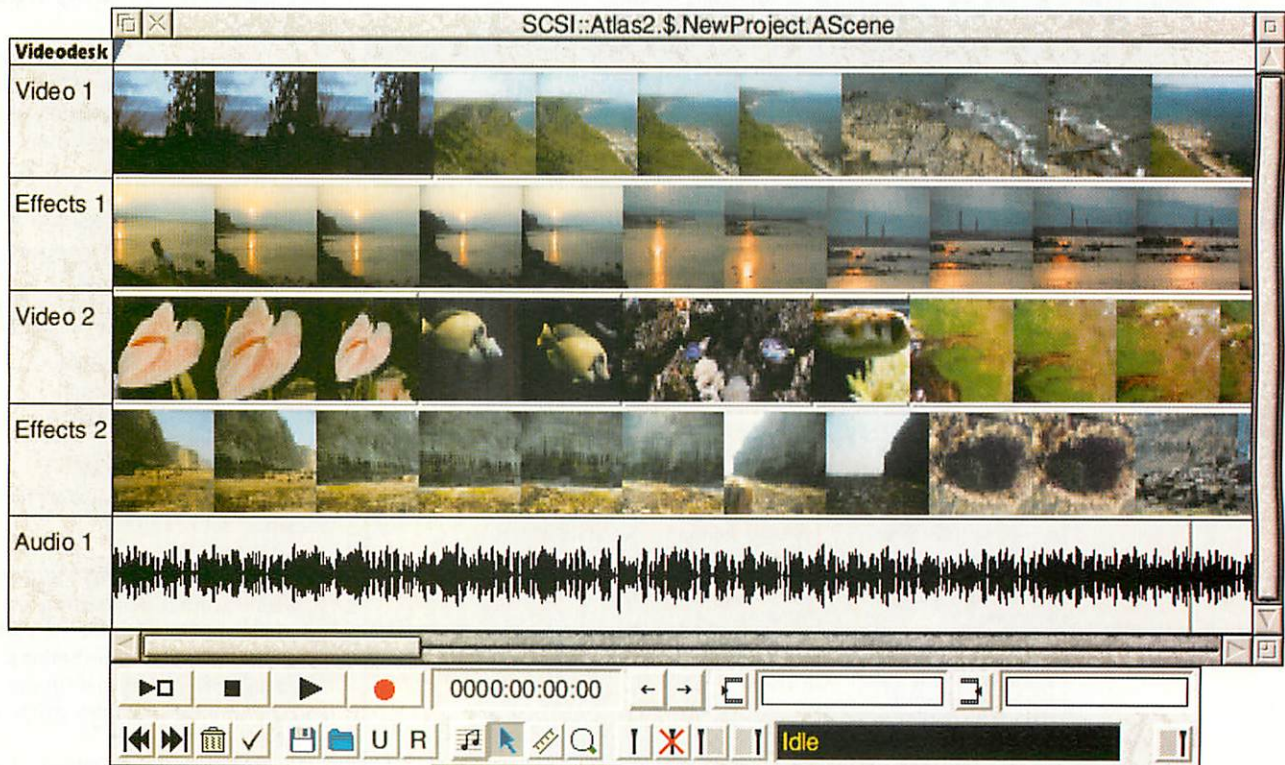 SCSI::Atlas2.$.NewProject.AScene
Videodesk
Video 1
Effects 1
Video 2
Effects 2
Audio 1
0000:00:00:00
U R
Idle